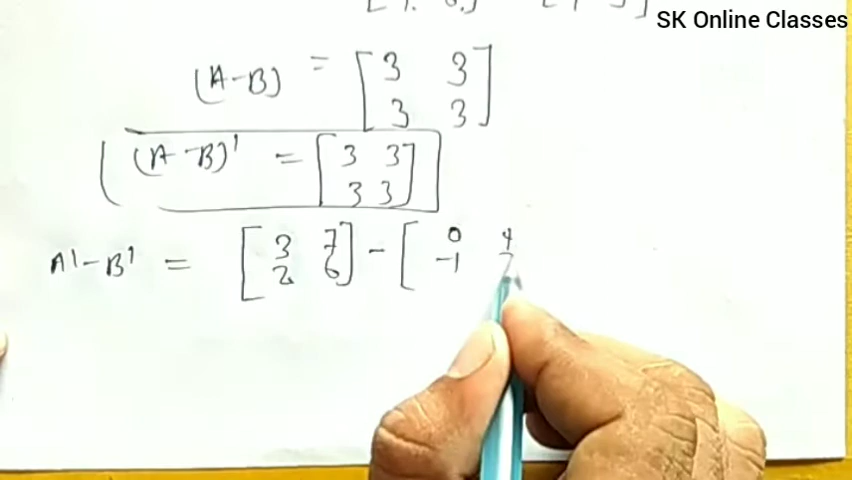 SK Online Classes
(A-B) = [3 3
3 3]
(A-B)' = [3 3
3 3]
A'-B' = [3 7
2 6] - [0 4
-1